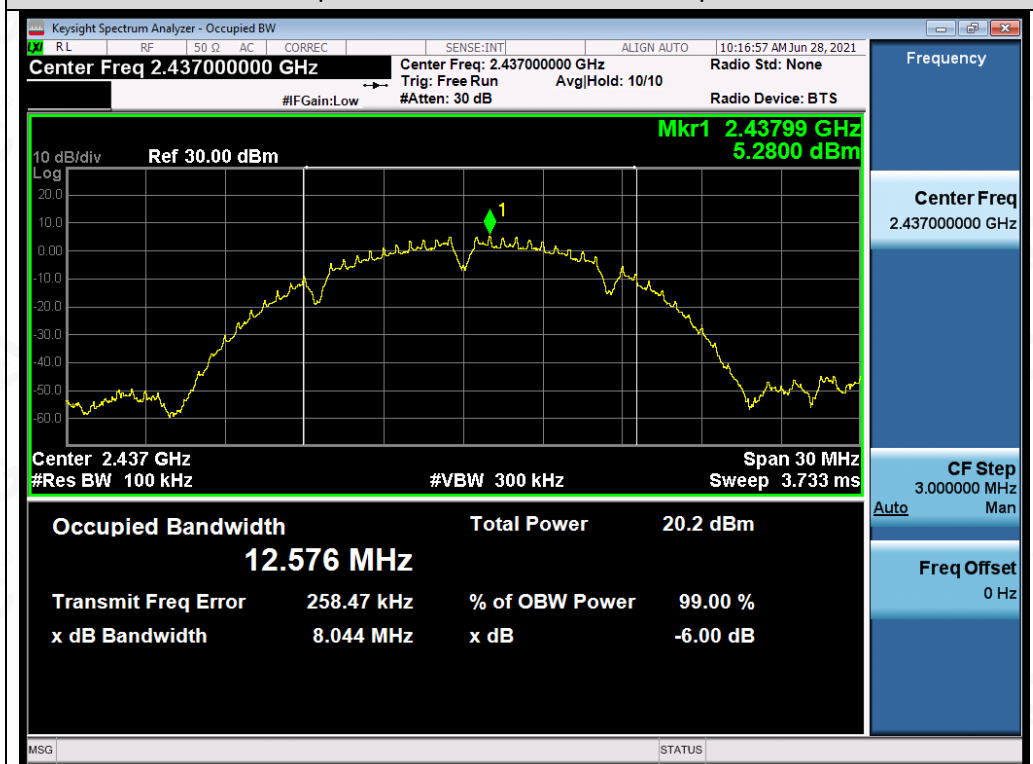 Keysight Spectrum Analyzer - Occupied BW
LXI RL RF 50 Ω AC CORREC SENSE:INT ALIGN AUTO 10:16:57 AM Jun 28, 2021
Center Freq 2.437000000 GHz
Center Freq: 2.437000000 GHz
Radio Std: None
Trig: Free Run Avg|Hold: 10/10
#IFGain:Low
#Atten: 30 dB
Radio Device: BTS
Mkr1 2.43799 GHz
5.2800 dBm
10 dB/div Ref 30.00 dBm
Log
20.0
10.0
0.00
-10.0
-20.0
-30.0
-40.0
-50.0
-60.0
1
Center 2.437 GHz
Span 30 MHz
#Res BW 100 kHz
#VBW 300 kHz
Sweep 3.733 ms
Occupied Bandwidth
12.576 MHz
Total Power 20.2 dBm
Transmit Freq Error 258.47 kHz
% of OBW Power 99.00 %
x dB Bandwidth 8.044 MHz
x dB -6.00 dB
Frequency
Center Freq
2.437000000 GHz
CF Step
3.000000 MHz
Auto Man
Freq Offset
0 Hz
MSG
STATUS